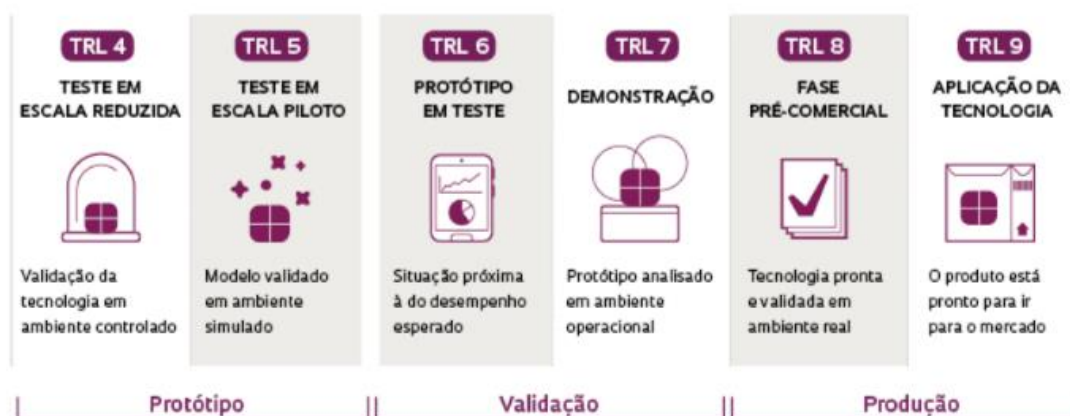 TRL 4
TESTE EM
ESCALA REDUZIDA
Validação da
tecnologia em
ambiente controlado
TRL 5
TESTE EM
ESCALA PILOTO
Modelo validado
em ambiente
simulado
TRL 6
PROTÓTIPO
EM TESTE
Situação próxima
à do desempenho
esperado
TRL 7
DEMONSTRAÇÃO
Protótipo analisado
em ambiente
operacional
TRL 8
FASE
PRÉ-COMERCIAL
Tecnologia pronta
e validada em
ambiente real
TRL 9
APLICAÇÃO DA
TECNOLOGIA
O produto está
pronto para ir
para o mercado
Protótipo
Validação
Produção